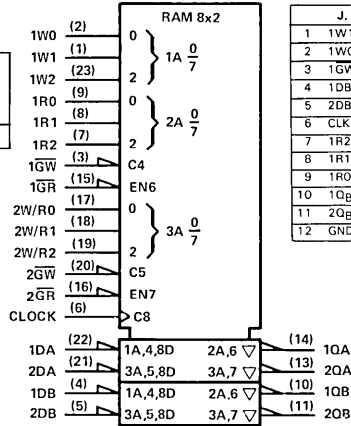 RAM 8x2
1W0 (2) 0
1W1 (1) 1A 0/7
1W2 (23) 2
1R0 (9) 0
1R1 (8) 2A 0/7
1R2 (7) 2
1G̅W̅ (3) C4
1G̅R̅ (15) EN6
2W/R0 (17) 0
2W/R1 (18) 3A 0/7
2W/R2 (19) 2
2G̅W̅ (20) C5
2G̅R̅ (16) EN7
CLOCK (6) C8
1DA (22) 1A,4,8D 2A,6 ▽ (14) 1QA
2DA (21) 3A,5,8D 3A,7 ▽ (13) 2QA
1DB (4) 1A,4,8D 2A,6 ▽ (10) 1QB
2DB (5) 3A,5,8D 3A,7 ▽ (11) 2QB
J,
1 1W1
2 1W0
3 1G̅W̅
4 1DB
5 2DB
6 CLK
7 1R2
8 1R1
9 1R0
10 1QB
11 2QB
12 GND